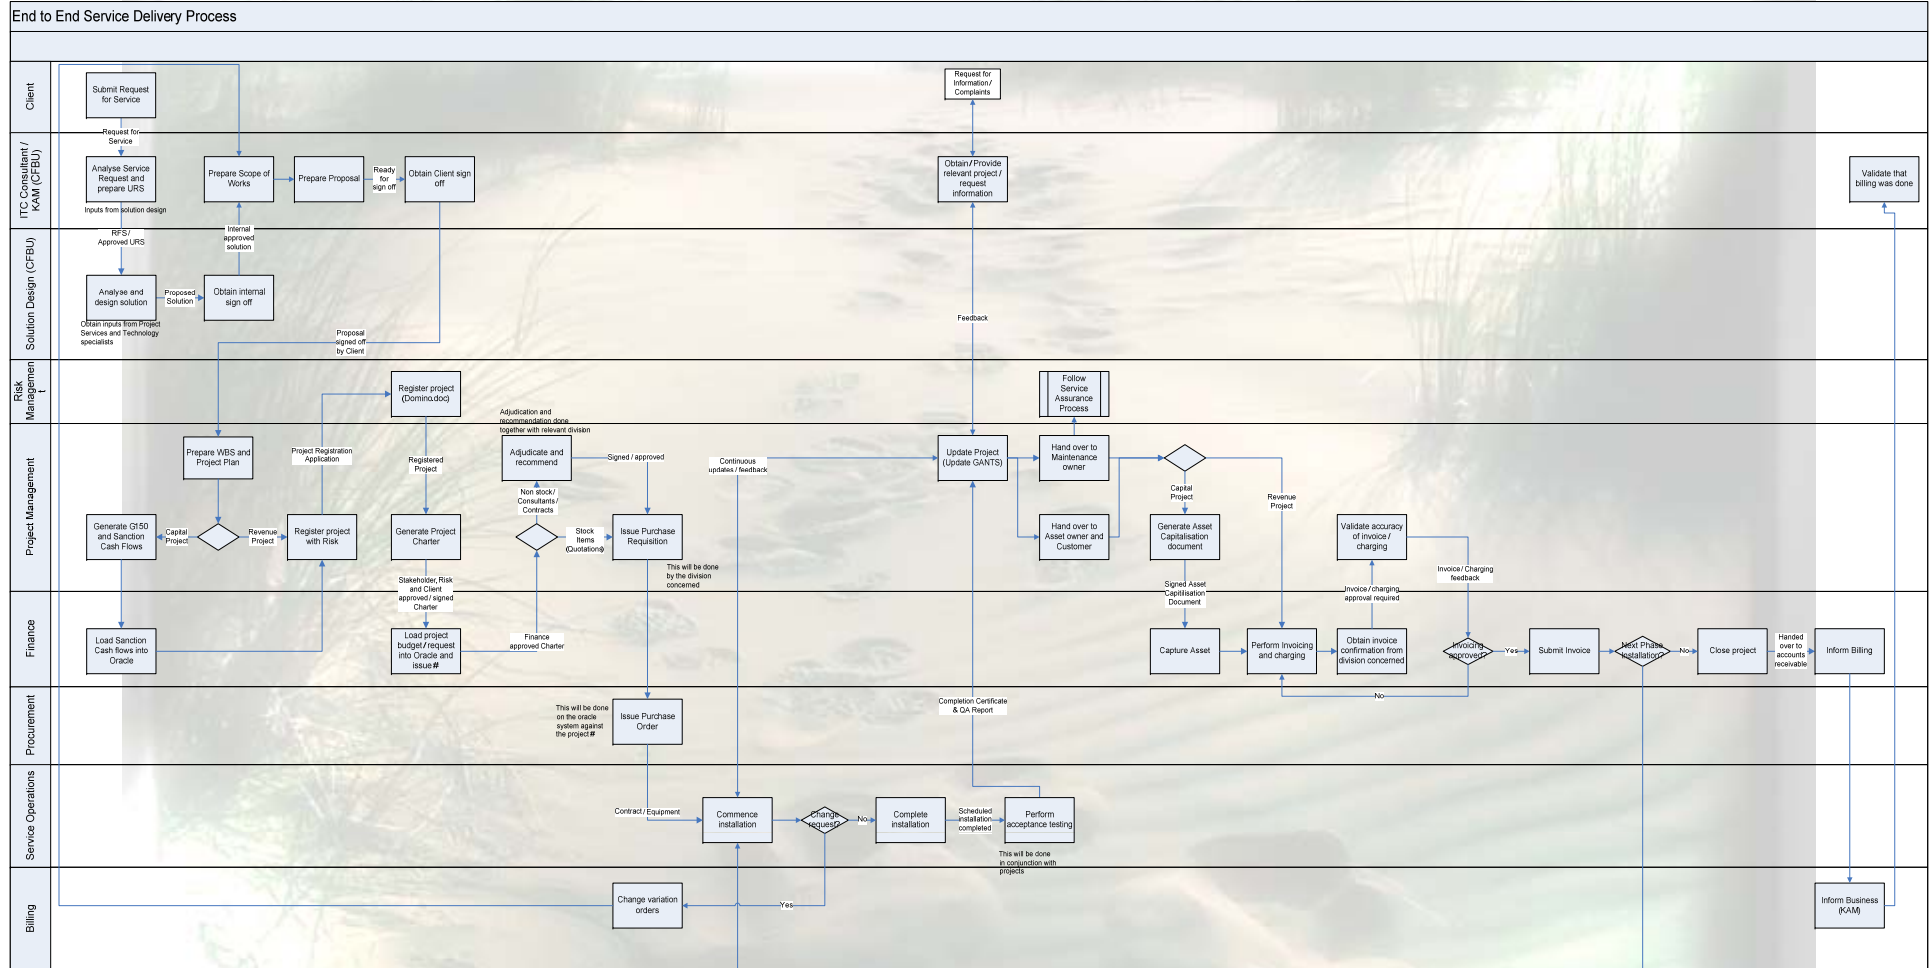 End to End Service Delivery Process
Client
Submit Request
for Service
Request for
Information /
Complaints
Request for
Service
ITC Consultant /
KAM (CFBU)
Analyse Service
Request and
prepare URS
Inputs from solution design
Prepare Scope of
Works
Prepare Proposal
Ready
for
sign off
Obtain Client sign
off
Obtain / Provide
relevant project /
request
information
Validate that
billing was done
RFS /
Approved URS
Internal
approved
solution
Solution Design (CFBU)
Analyse and
design solution
Proposed
Solution
Obtain internal
sign off
Obtain inputs from Project
Services and Technology
specialists
Proposal
signed off
by Client
Feedback
Risk
Managemen
t
Register project
(Domino.doc)
Follow
Service
Assurance
Process
Adjudication and
recommendation done
together with relevant division
Project Management
Prepare WBS and
Project Plan
Project Registration
Application
Registered
Project
Adjudicate and
recommend
Signed / approved
Continuous
updates / feedback
Update Project
(Update GANTS)
Hand over to
Maintenance
owner
Capital
Project
Revenue
Project
Non stock /
Consultants /
Contracts
Generate G150
and Sanction
Cash Flows
Capital
Project
Revenue
Project
Register project
with Risk
Generate Project
Charter
Stock
Items
(Quotations)
Issue Purchase
Requisition
This will be done
by the division
concerned
Hand over to
Asset owner and
Customer
Generate Asset
Capitalisation
document
Validate accuracy
of invoice /
charging
Invoice / Charging
feedback
Stakeholder, Risk
and Client
approved / signed
Charter
Signed Asset
Capitilisation
Document
Invoice / charging
approval required
Finance
Load Sanction
Cash flows into
Oracle
Load project
budget / request
into Oracle and
issue #
Finance
approved Charter
Capture Asset
Perform Invoicing
and charging
Obtain invoice
confirmation from
division concerned
Invoicing
approved?
Yes
Submit Invoice
Next Phase
Installation?
No
Close project
Handed
over to
accounts
receivable
Inform Billing
No
Procurement
This will be done
on the oracle
system against
the project #
Issue Purchase
Order
Completion Certificate
& QA Report
Service Operations
Contract / Equipment
Commence
installation
Change
request?
No
Complete
installation
Scheduled
installation
completed
Perform
acceptance testing
This will be done
in conjunction with
projects
Billing
Change variation
orders
Yes
Inform Business
(KAM)